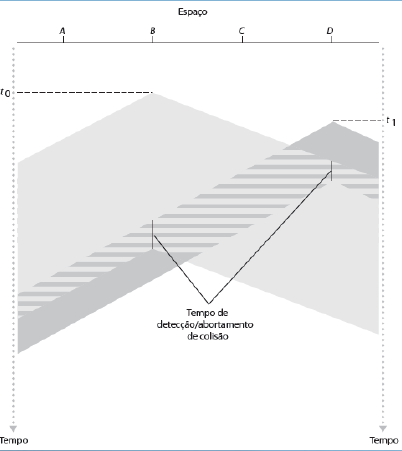 Espaço
A B C D
t0
t1
Tempo de
detecção/abortamento
de colisão
Tempo Tempo